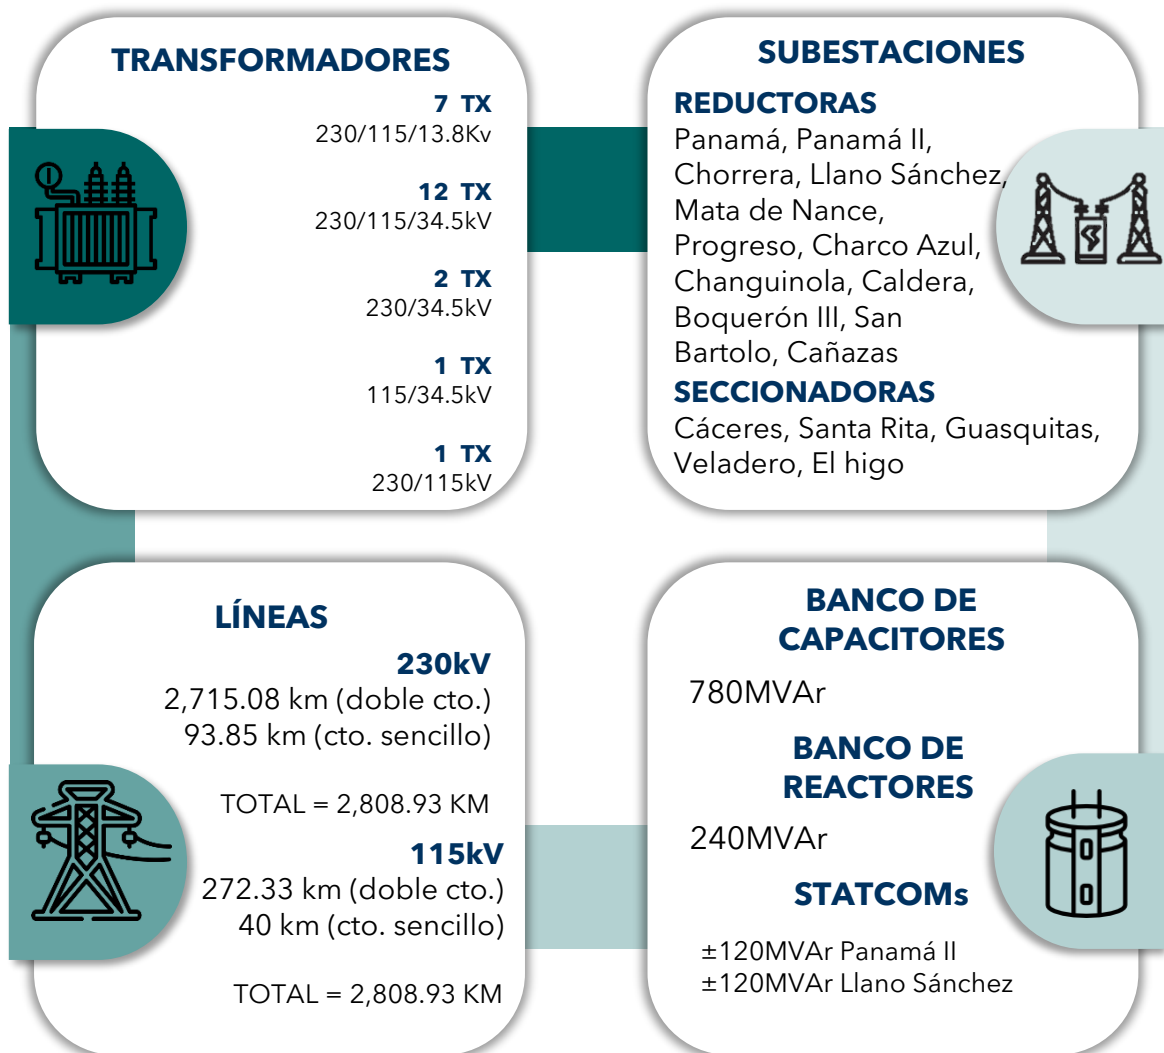 TRANSFORMADORES
7 TX
230/115/13.8Kv
12 TX
230/115/34.5kV
2 TX
230/34.5kV
1 TX
115/34.5kV
1 TX
230/115kV
SUBESTACIONES
REDUCTORAS
Panamá, Panamá II,
Chorrera, Llano Sánchez,
Mata de Nance,
Progreso, Charco Azul,
Changuinola, Caldera,
Boquerón III, San
Bartolo, Cañazas
SECCIONADORAS
Cáceres, Santa Rita, Guasquitas,
Veladero, El higo
LÍNEAS
230kV
2,715.08 km (doble cto.)
93.85 km (cto. sencillo)
TOTAL = 2,808.93 KM
115kV
272.33 km (doble cto.)
40 km (cto. sencillo)
TOTAL = 2,808.93 KM
BANCO DE
CAPACITORES
780MVAr
BANCO DE
REACTORES
240MVAr
STATCOMs
±120MVAr Panamá II
±120MVAr Llano Sánchez